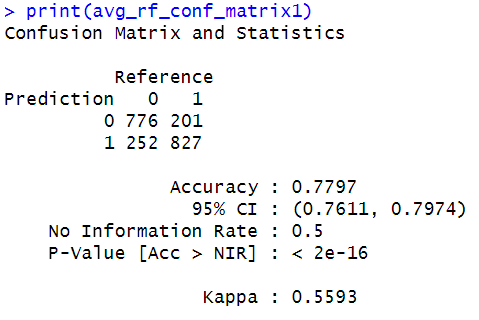 > print(avg_rf_conf_matrix1)
Confusion Matrix and Statistics
Reference
Prediction 0 1
0 776 201
1 252 827
Accuracy : 0.7797
95% CI : (0.7611, 0.7974)
No Information Rate : 0.5
P-Value [Acc > NIR] : < 2e-16
Kappa : 0.5593